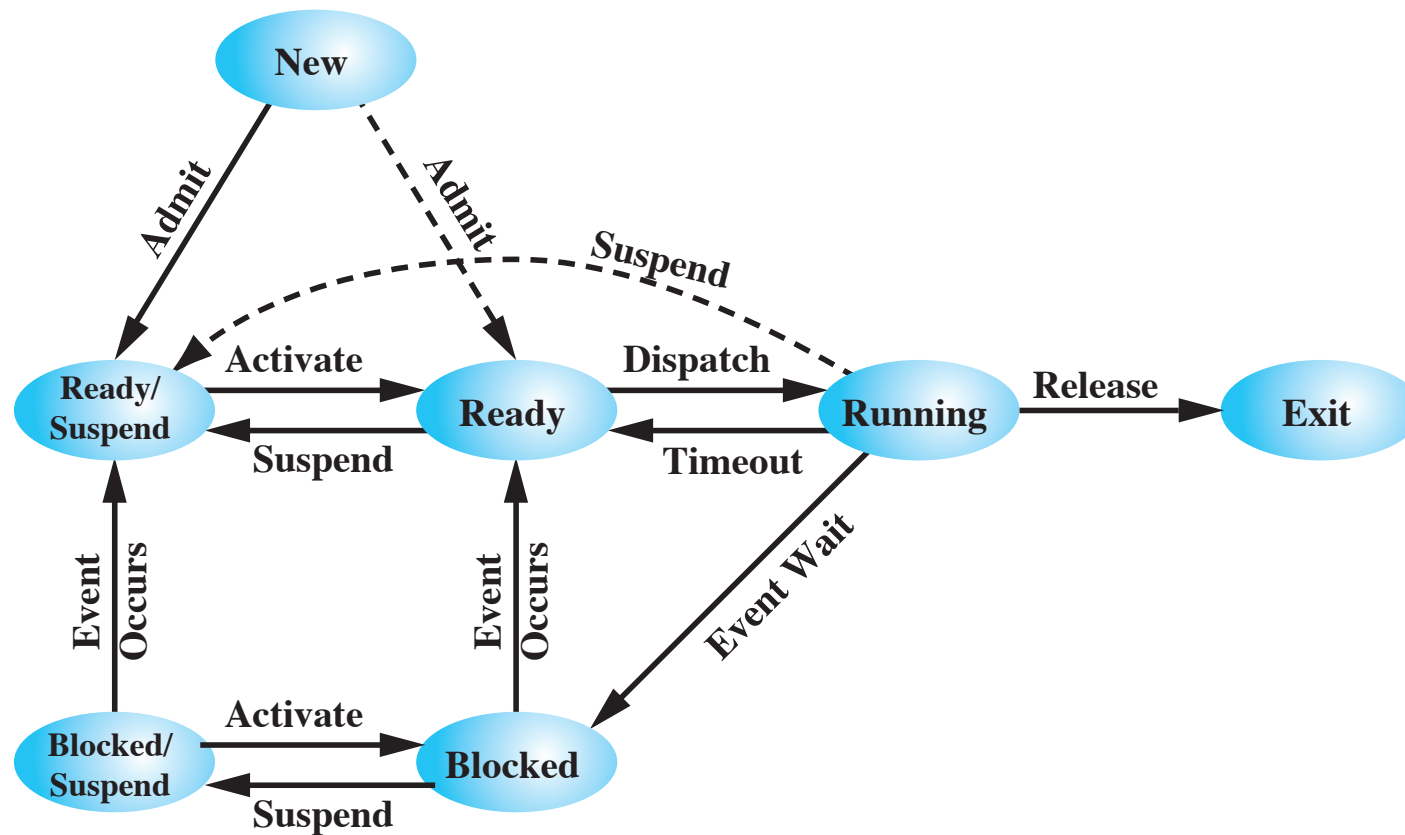 New
Admit
Admit
Suspend
Activate
Dispatch
Release
Ready/
Suspend
Ready
Running
Exit
Suspend
Timeout
Event
Occurs
Event
Occurs
Event Wait
Activate
Blocked/
Suspend
Blocked
Suspend